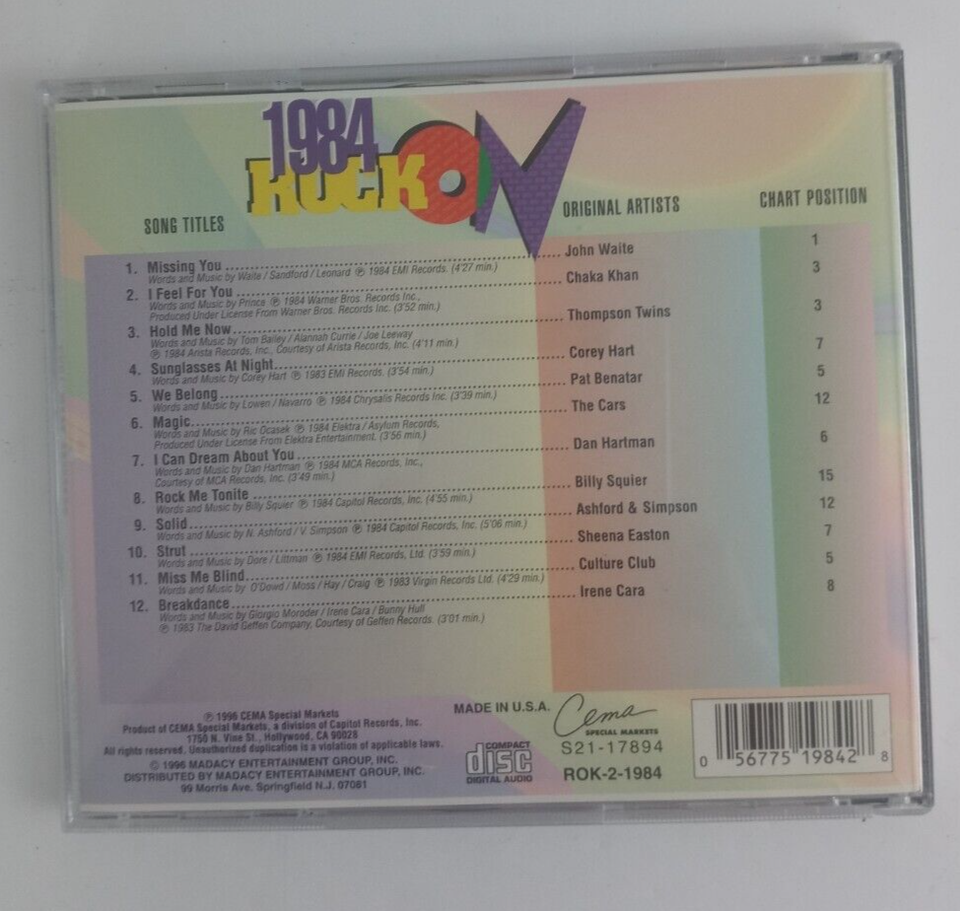 1984
ROCK ON
SONG TITLES ORIGINAL ARTISTS CHART POSITION
1. Missing You John Waite 1
Words and Music by Waite / Sandford / Leonard ℗ 1984 EMI Records. (4'27 min.)
2. I Feel For You Chaka Khan 3
Words and Music by Prince ℗ 1984 Warner Bros. Records Inc.,
Produced Under License From Warner Bros. Records Inc. (3'52 min.)
3. Hold Me Now Thompson Twins 3
Words and Music by Tom Bailey / Alannah Currie / Joe Leeway
℗ 1984 Arista Records, Inc., Courtesy of Arista Records, Inc. (4'11 min.)
4. Sunglasses At Night Corey Hart 7
Words and Music by Corey Hart ℗ 1983 EMI Records. (3'54 min.)
5. We Belong Pat Benatar 5
Words and Music by Lowen / Navarro ℗ 1984 Chrysalis Records Inc. (3'39 min.)
6. Magic The Cars 12
Words and Music by Ric Ocasek ℗ 1984 Elektra / Asylum Records,
Produced Under License From Elektra Entertainment. (3'56 min.)
7. I Can Dream About You Dan Hartman 6
Words and Music by Dan Hartman ℗ 1984 MCA Records, Inc.,
Courtesy of MCA Records, Inc. (3'49 min.)
8. Rock Me Tonite Billy Squier 15
Words and Music by Billy Squier ℗ 1984 Capitol Records, Inc. (4'55 min.)
9. Solid Ashford & Simpson 12
Words and Music by N. Ashford / V. Simpson ℗ 1984 Capitol Records, Inc. (5'06 min.)
10. Strut Sheena Easton 7
Words and Music by Dore / Littman ℗ 1984 EMI Records, Ltd. (3'59 min.)
11. Miss Me Blind Culture Club 5
Words and Music by O'Dowd / Moss / Hay / Craig ℗ 1983 Virgin Records Ltd. (4'29 min.)
12. Breakdance Irene Cara 8
Words and Music by Giorgio Moroder / Irene Cara / Bunny Hull
℗ 1983 The David Geffen Company, Courtesy of Geffen Records. (3'01 min.)
℗ 1996 CEMA Special Markets
Product of CEMA Special Markets, a division of Capitol Records, Inc.
1750 N. Vine St., Hollywood, CA 90028
All rights reserved. Unauthorized duplication is a violation of applicable laws.
© 1996 MADACY ENTERTAINMENT GROUP, INC.
DISTRIBUTED BY MADACY ENTERTAINMENT GROUP, INC.
99 Morris Ave. Springfield N.J. 07081
MADE IN U.S.A.
COMPACT
disc
DIGITAL AUDIO
Cema
SPECIAL MARKETS
S21-17894
ROK-2-1984
0 56775 19842 8